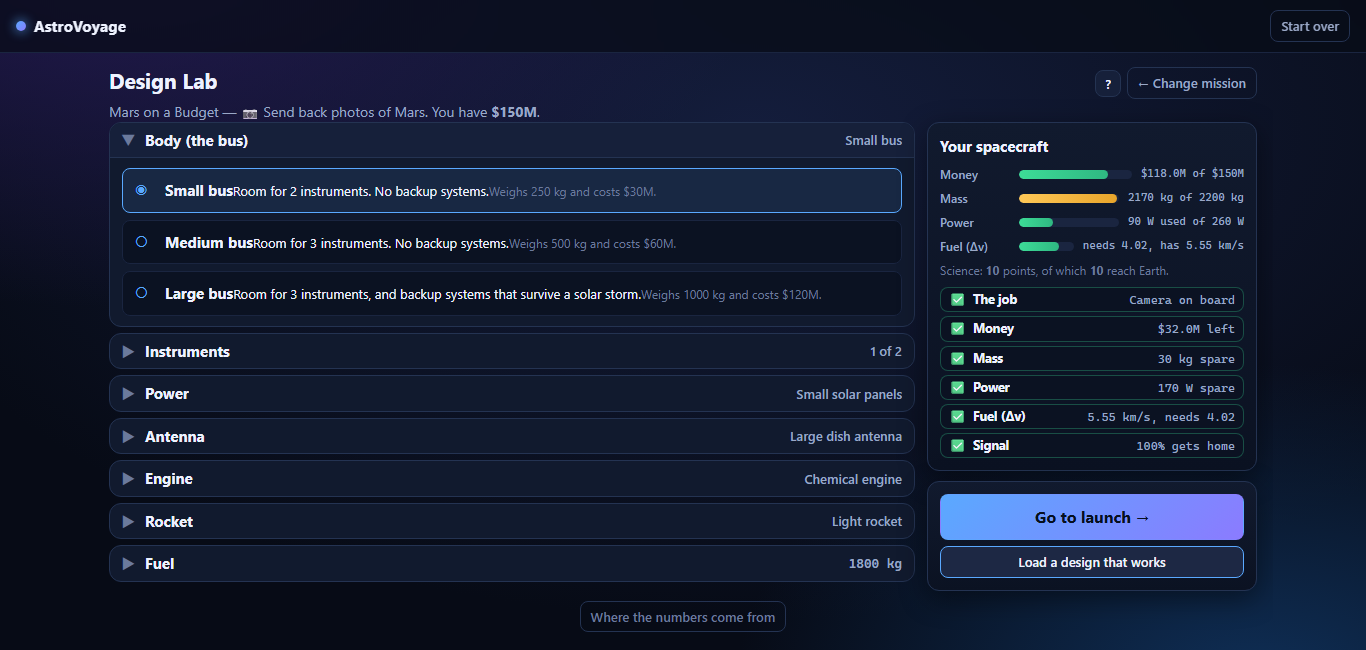 AstroVoyage
Start over
Design Lab
?
← Change mission
Mars on a Budget — 📷 Send back photos of Mars. You have $150M.
▼ Body (the bus) Small bus
Small busRoom for 2 instruments. No backup systems.Weighs 250 kg and costs $30M.
Medium busRoom for 3 instruments. No backup systems.Weighs 500 kg and costs $60M.
Large busRoom for 3 instruments, and backup systems that survive a solar storm.Weighs 1000 kg and costs $120M.
▶ Instruments 1 of 2
▶ Power Small solar panels
▶ Antenna Large dish antenna
▶ Engine Chemical engine
▶ Rocket Light rocket
▶ Fuel 1800 kg
Your spacecraft
Money $118.0M of $150M
Mass 2170 kg of 2200 kg
Power 90 W used of 260 W
Fuel (Δv) needs 4.02, has 5.55 km/s
Science: 10 points, of which 10 reach Earth.
✅ The job Camera on board
✅ Money $32.0M left
✅ Mass 30 kg spare
✅ Power 170 W spare
✅ Fuel (Δv) 5.55 km/s, needs 4.02
✅ Signal 100% gets home
Go to launch →
Load a design that works
Where the numbers come from